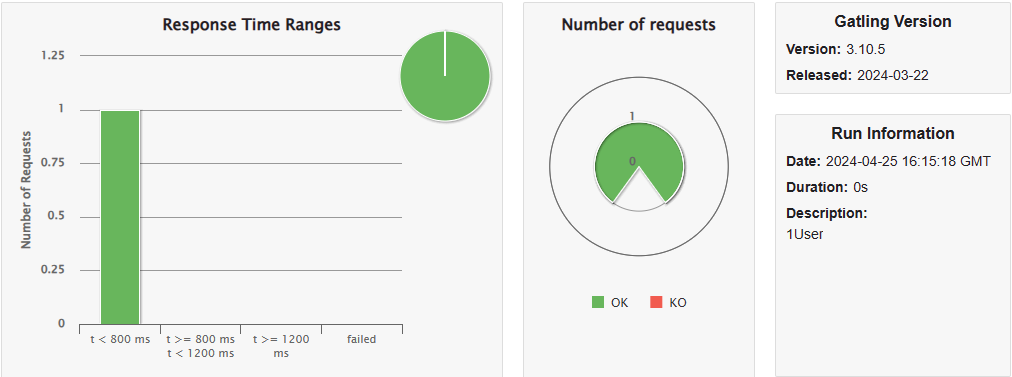 Response Time Ranges
Number of Requests
1.25
1
0.75
0.5
0.25
0
t < 800 ms
t >= 800 ms
t < 1200 ms
t >= 1200
ms
failed
Number of requests
1
0
OK
KO
Gatling Version
Version: 3.10.5
Released: 2024-03-22
Run Information
Date: 2024-04-25 16:15:18 GMT
Duration: 0s
Description:
1User